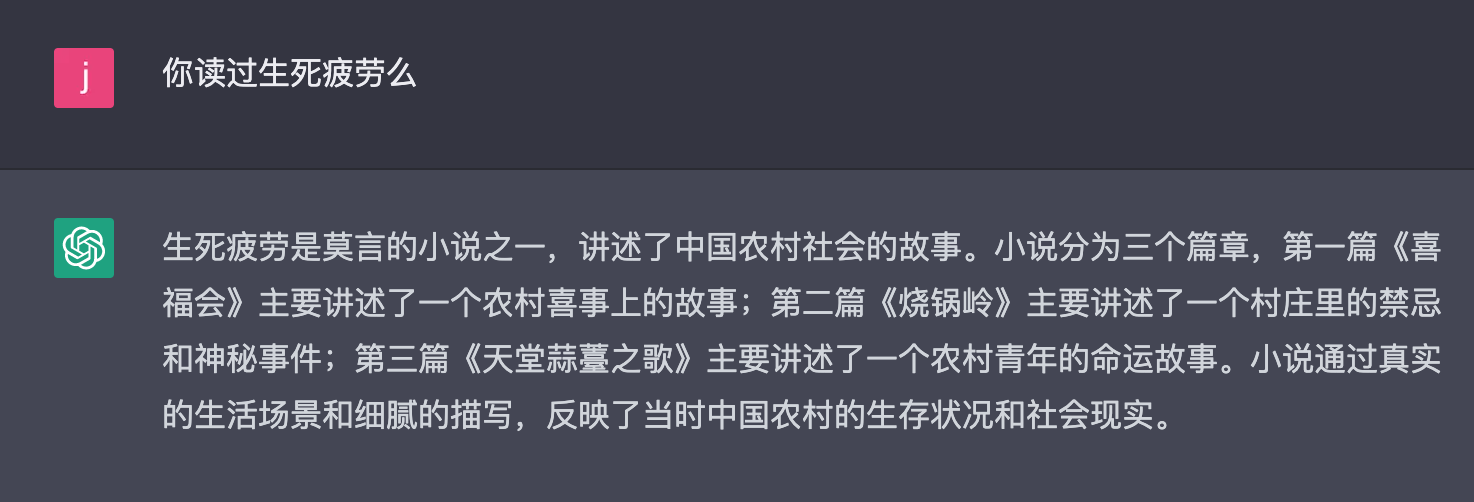 j
你读过生死疲劳么
生死疲劳是莫言的小说之一，讲述了中国农村社会的故事。小说分为三个篇章，第一篇《喜
福会》主要讲述了一个农村喜事上的故事；第二篇《烧锅岭》主要讲述了一个村庄里的禁忌
和神秘事件；第三篇《天堂蒜薹之歌》主要讲述了一个农村青年的命运故事。小说通过真实
的生活场景和细腻的描写，反映了当时中国农村的生存状况和社会现实。